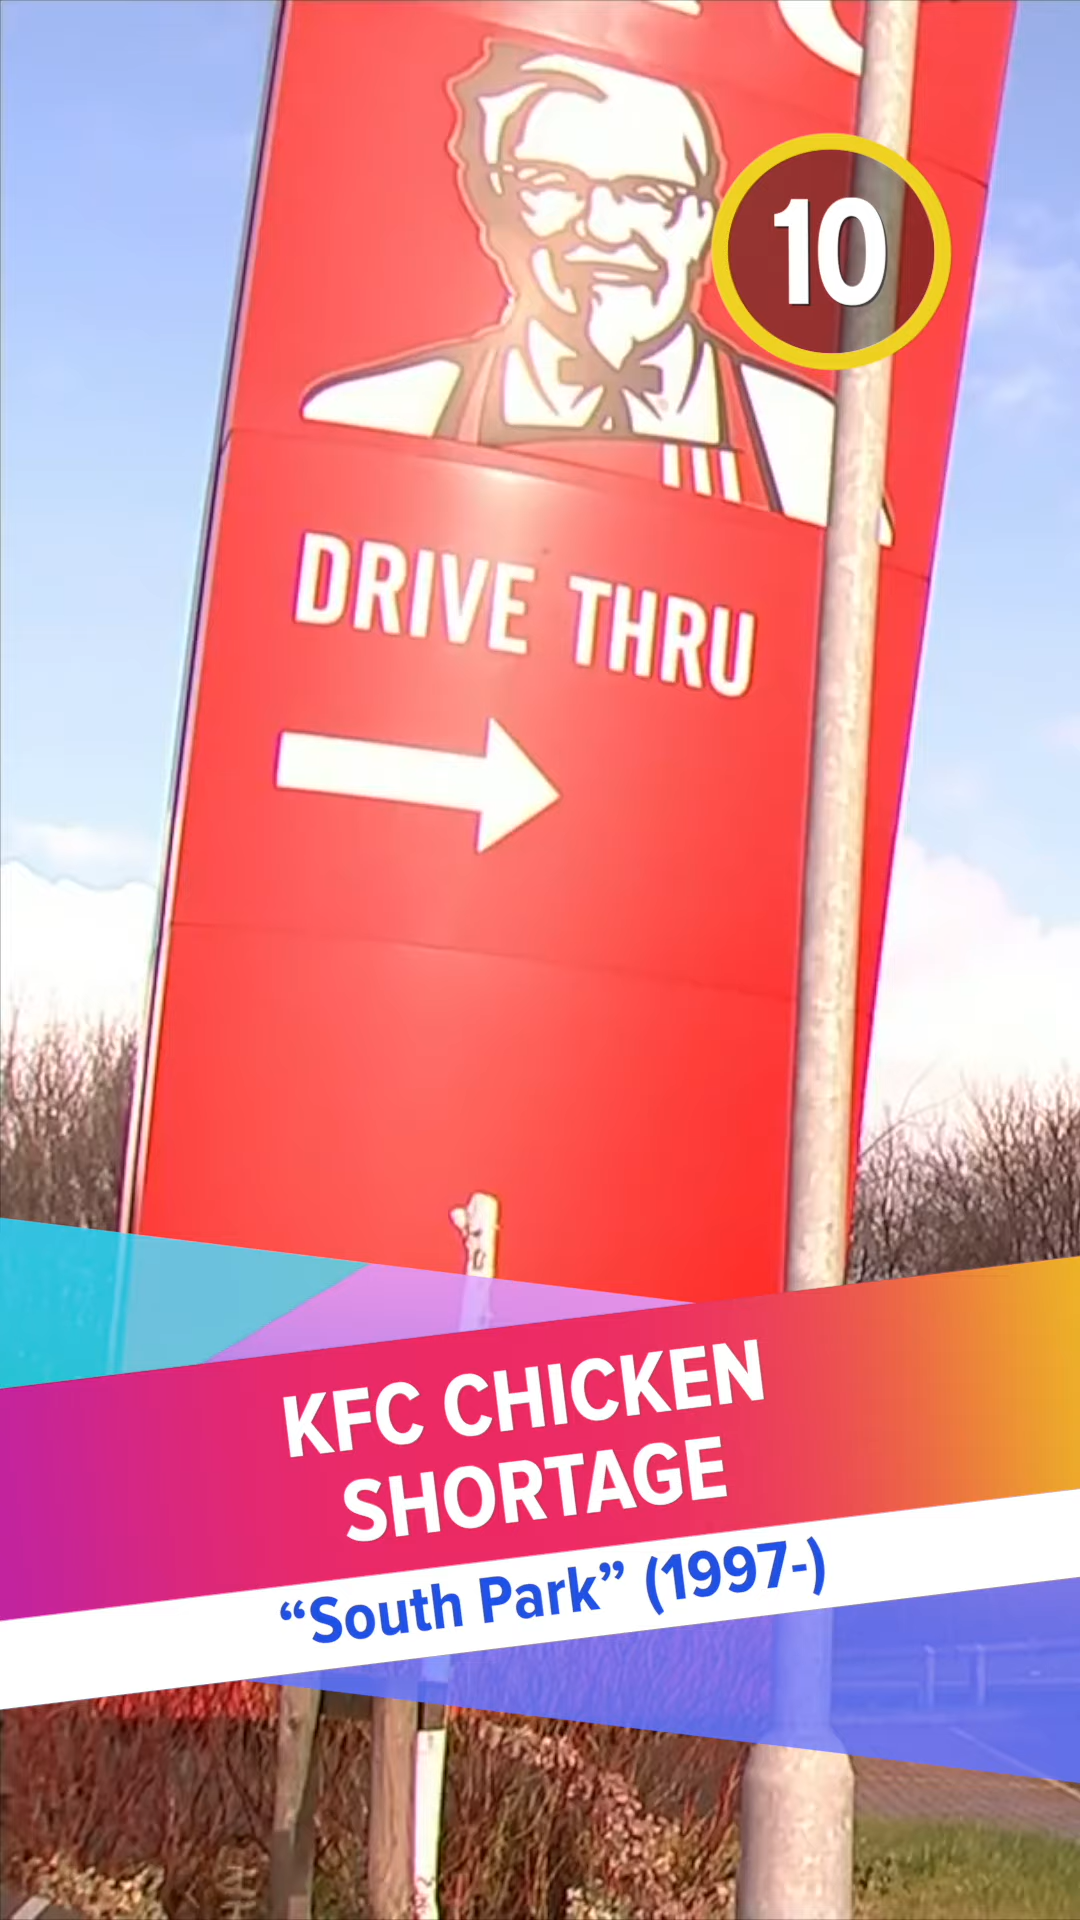 10
DRIVE THRU
KFC CHICKEN
SHORTAGE
“South Park” (1997-)